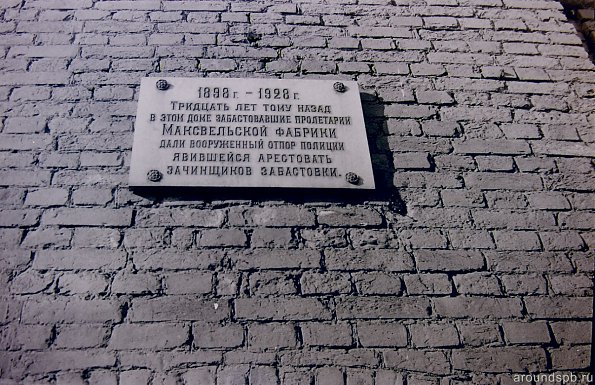 1898 г. – 1928 г.
Тридцать лет тому назад
в этом доме забастовавшие пролетарии
Максвельской фабрики
дали вооруженный отпор полиции
явившейся арестовать
зачинщиков забастовки.
aroundspb.ru